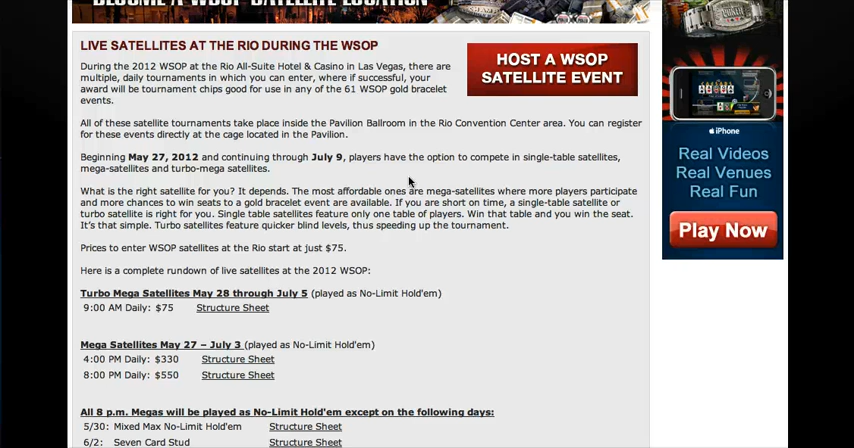 BECOME A WSOP SATELLITE LOCATION
LIVE SATELLITES AT THE RIO DURING THE WSOP
During the 2012 WSOP at the Rio All-Suite Hotel & Casino in Las Vegas, there are
multiple, daily tournaments in which you can enter, where if successful, your
award will be tournament chips good for use in any of the 61 WSOP gold bracelet
events.
HOST A WSOP
SATELLITE EVENT
All of these satellite tournaments take place inside the Pavilion Ballroom in the Rio Convention Center area. You can register
for these events directly at the cage located in the Pavilion.
Beginning May 27, 2012 and continuing through July 9, players have the option to compete in single-table satellites,
mega-satellites and turbo-mega satellites.
What is the right satellite for you? It depends. The most affordable ones are mega-satellites where more players participate
and more chances to win seats to a gold bracelet event are available. If you are short on time, a single-table satellite or
turbo satellite is right for you. Single table satellites feature only one table of players. Win that table and you win the seat.
It's that simple. Turbo satellites feature quicker blind levels, thus speeding up the tournament.
Prices to enter WSOP satellites at the Rio start at just $75.
Here is a complete rundown of live satellites at the 2012 WSOP:
Turbo Mega Satellites May 28 through July 5 (played as No-Limit Hold'em)
9:00 AM Daily: $75 Structure Sheet
Mega Satellites May 27 – July 3 (played as No-Limit Hold'em)
4:00 PM Daily: $330 Structure Sheet
8:00 PM Daily: $550 Structure Sheet
All 8 p.m. Megas will be played as No-Limit Hold'em except on the following days:
5/30: Mixed Max No-Limit Hold'em Structure Sheet
6/2: Seven Card Stud Structure Sheet
iPhone
Real Videos
Real Venues
Real Fun
Play Now